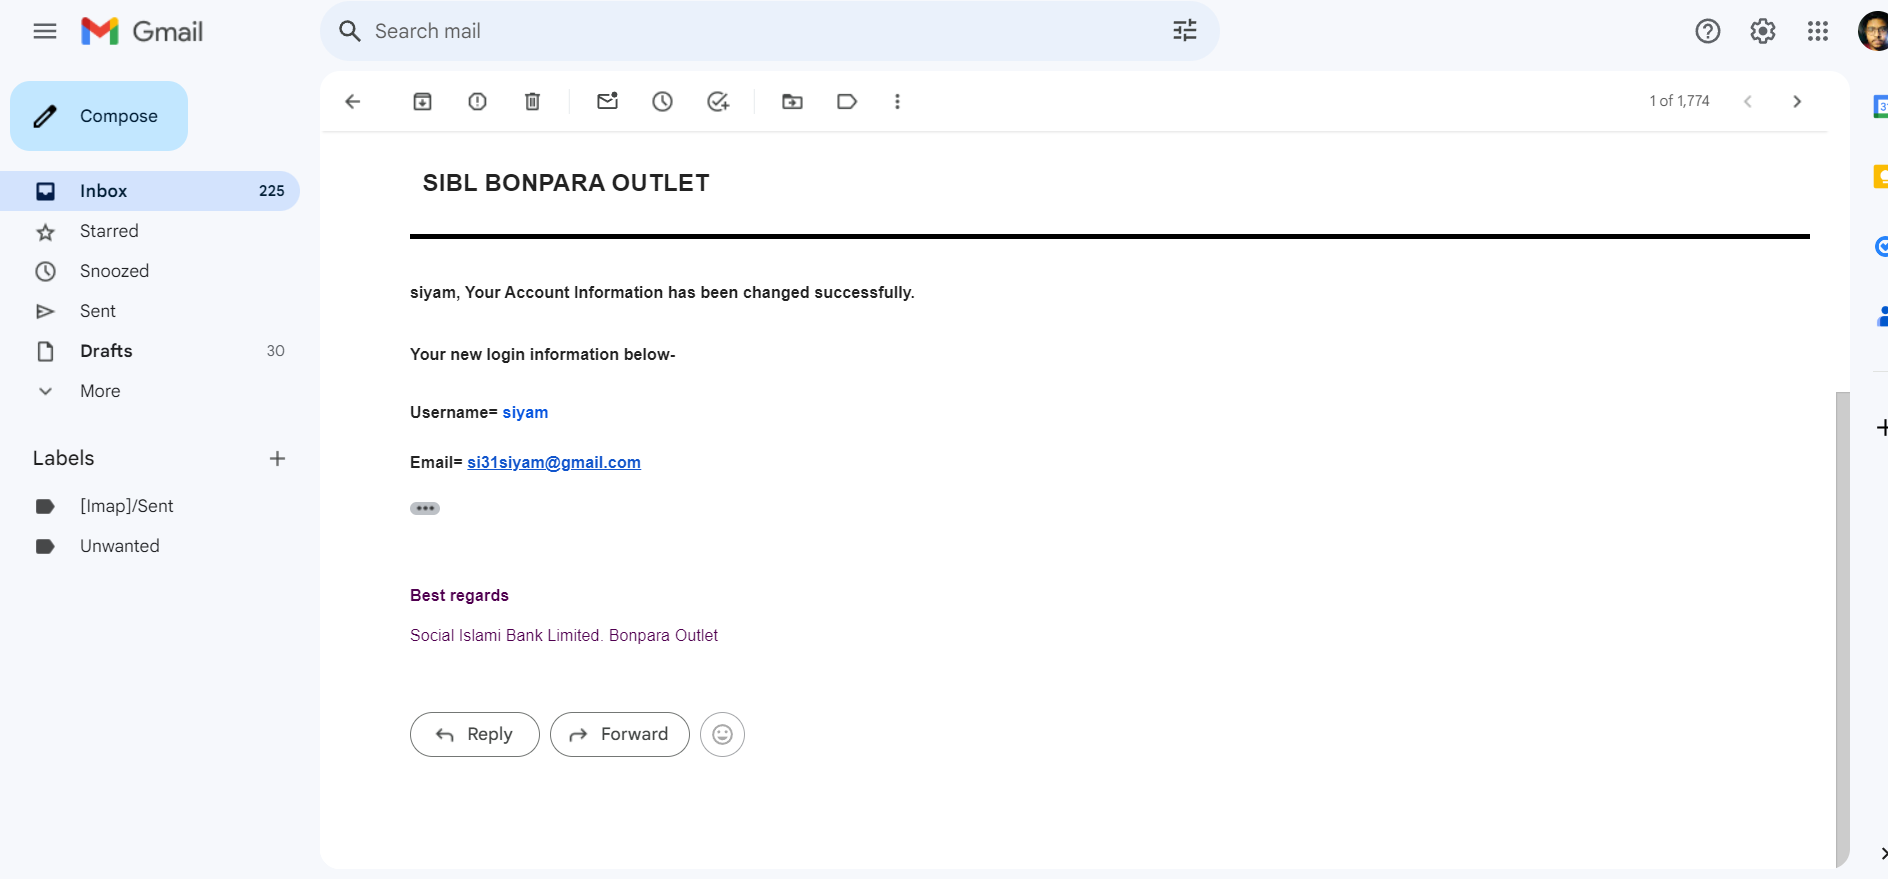 Gmail
Search mail
Compose
1 of 1,774
Inbox 225
Starred
Snoozed
Sent
Drafts 30
More
Labels
[Imap]/Sent
Unwanted
SIBL BONPARA OUTLET
siyam, Your Account Information has been changed successfully.
Your new login information below-
Username= siyam
Email= si31siyam@gmail.com
Best regards
Social Islami Bank Limited. Bonpara Outlet
Reply
Forward